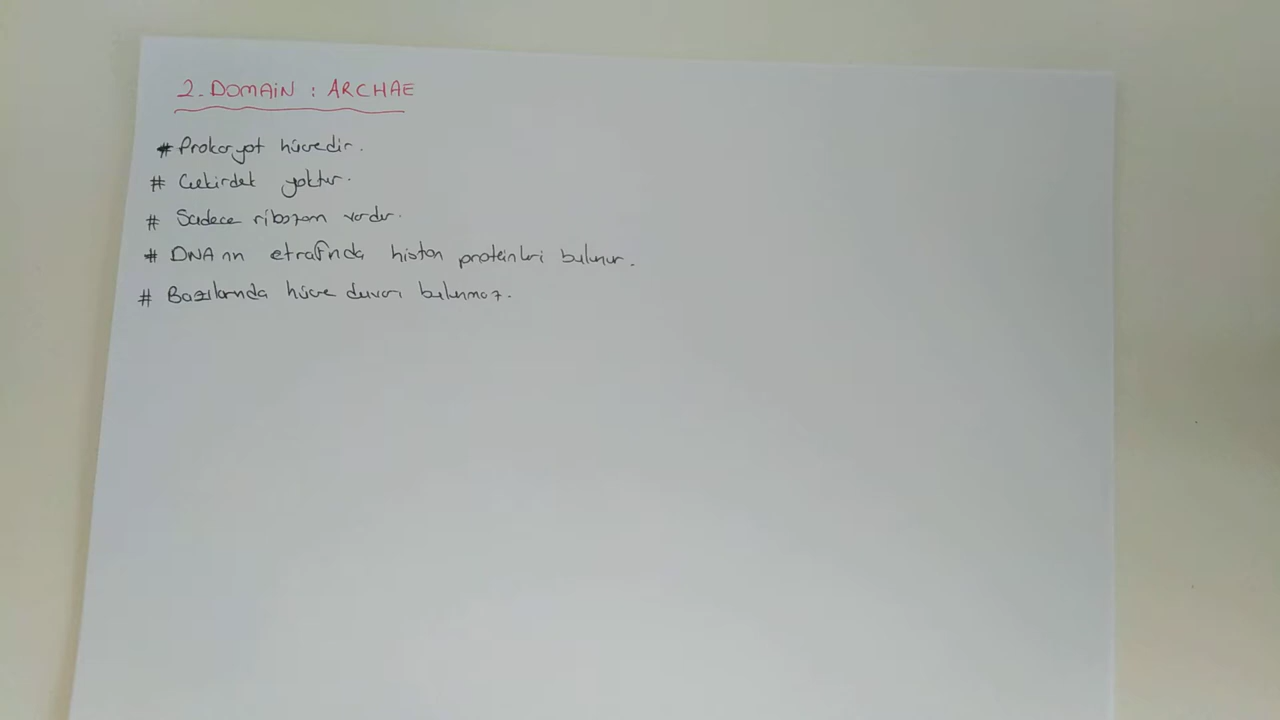 2. DOMAİN : ARCHAE
# Prokaryot hücredir.
# Çekirdek yoktur.
# Sadece ribozom vardır.
# DNA nın etrafında histon proteinleri bulunur.
# Bazılarında hücre duvarı bulunmaz.